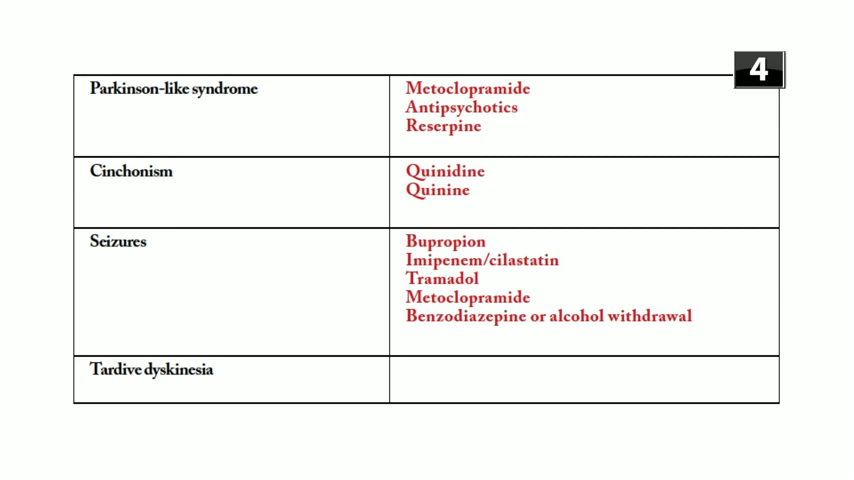 4
Parkinson-like syndrome
Metoclopramide
Antipsychotics
Reserpine
Cinchonism
Quinidine
Quinine
Seizures
Bupropion
Imipenem/cilastatin
Tramadol
Metoclopramide
Benzodiazepine or alcohol withdrawal
Tardive dyskinesia